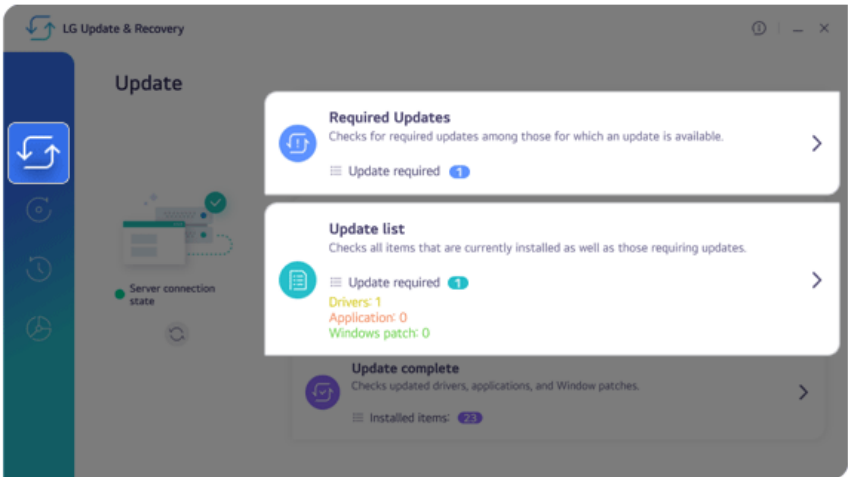 LG Update & Recovery
Update
Required Updates
Checks for required updates among those for which an update is available.
Update required 1
Update list
Checks all items that are currently installed as well as those requiring updates.
Update required 1
Drivers: 1
Application: 0
Windows patch: 0
Server connection
state
Update complete
Checks updated drivers, applications, and Window patches.
Installed items: 23